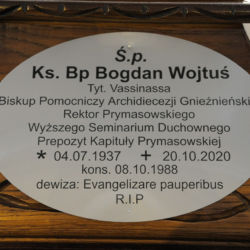 Ś.p.
Ks. Bp Bogdan Wojtuś
Tyt. Vassinassa
Biskup Pomocniczy Archidiecezji Gnieźnieński
Rektor Prymasowskiego
Wyższego Seminarium Duchownego
Prepozyt Kapituły Prymasowskiej
* 04.07.1937 + 20.10.2020
kons. 08.10.1988
dewiza: Evangelizare pauperibus
R.I.P